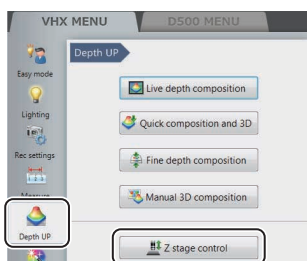 VHX MENU
D500 MENU
Easy mode
Depth UP
Live depth composition
Lighting
Quick composition and 3D
Rec settings
Fine depth composition
Measure
Manual 3D composition
Depth UP
Z stage control